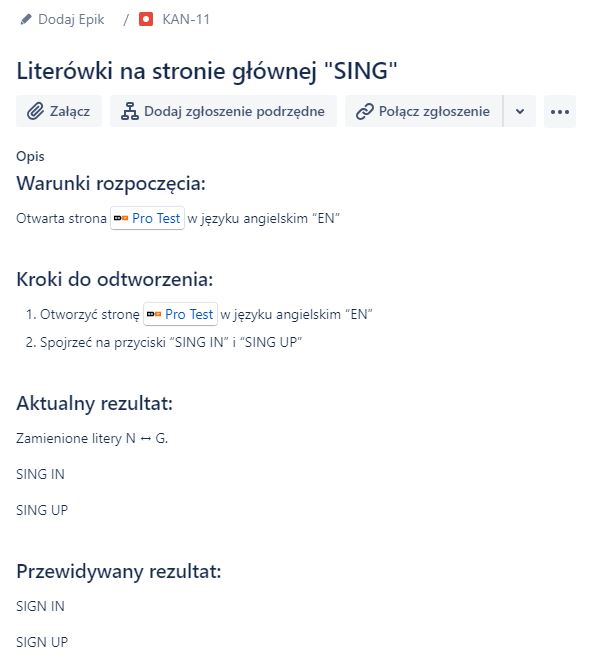 Dodaj Epik / KAN-11
Literówki na stronie głównej "SING"
Załącz Dodaj zgłoszenie podrzędne Połącz zgłoszenie
Opis
Warunki rozpoczęcia:
Otwarta strona Pro Test w języku angielskim “EN”
Kroki do odtworzenia:
1. Otworzyć stronę Pro Test w języku angielskim “EN”
2. Spojrzeć na przyciski “SING IN” i “SING UP”
Aktualny rezultat:
Zamienione litery N ↔ G.
SING IN
SING UP
Przewidywany rezultat:
SIGN IN
SIGN UP